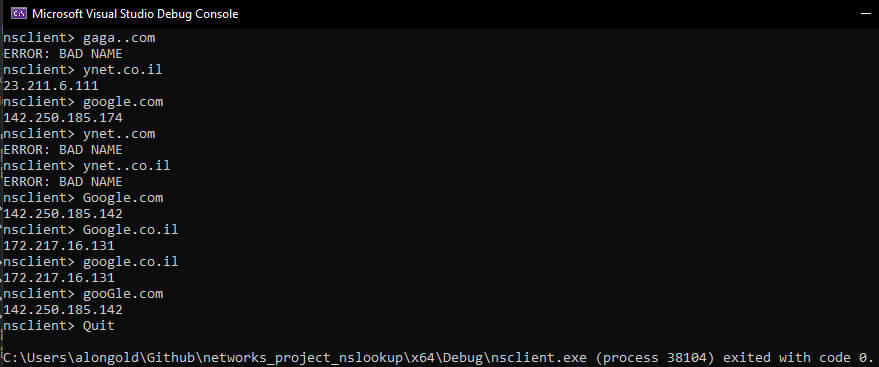 Microsoft Visual Studio Debug Console
nsclient> gaga..com
ERROR: BAD NAME
nsclient> ynet.co.il
23.211.6.111
nsclient> google.com
142.250.185.174
nsclient> ynet..com
ERROR: BAD NAME
nsclient> ynet..co.il
ERROR: BAD NAME
nsclient> Google.com
142.250.185.142
nsclient> Google.co.il
172.217.16.131
nsclient> google.co.il
172.217.16.131
nsclient> gooGle.com
142.250.185.142
nsclient> Quit
C:\Users\alongold\Github\networks_project_nslookup\x64\Debug\nsclient.exe (process 38104) exited with code 0.